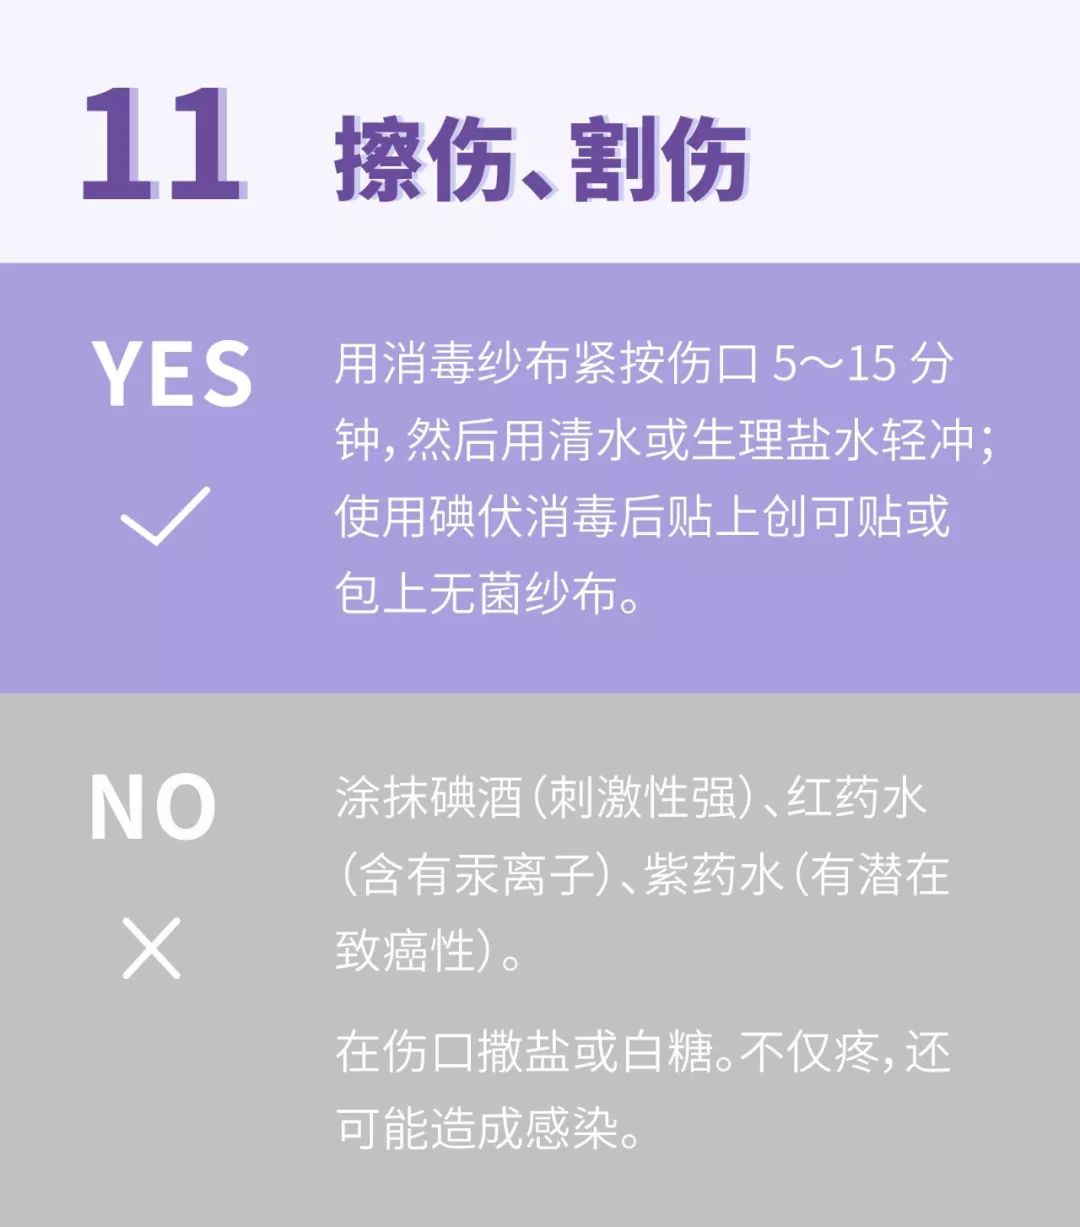 11 擦伤、割伤
YES
用消毒纱布紧按伤口 5～15 分
钟，然后用清水或生理盐水轻冲；
使用碘伏消毒后贴上创可贴或
包上无菌纱布。
NO
涂抹碘酒（刺激性强）、红药水
（含有汞离子）、紫药水（有潜在
致癌性）。
在伤口撒盐或白糖。不仅疼，还
可能造成感染。